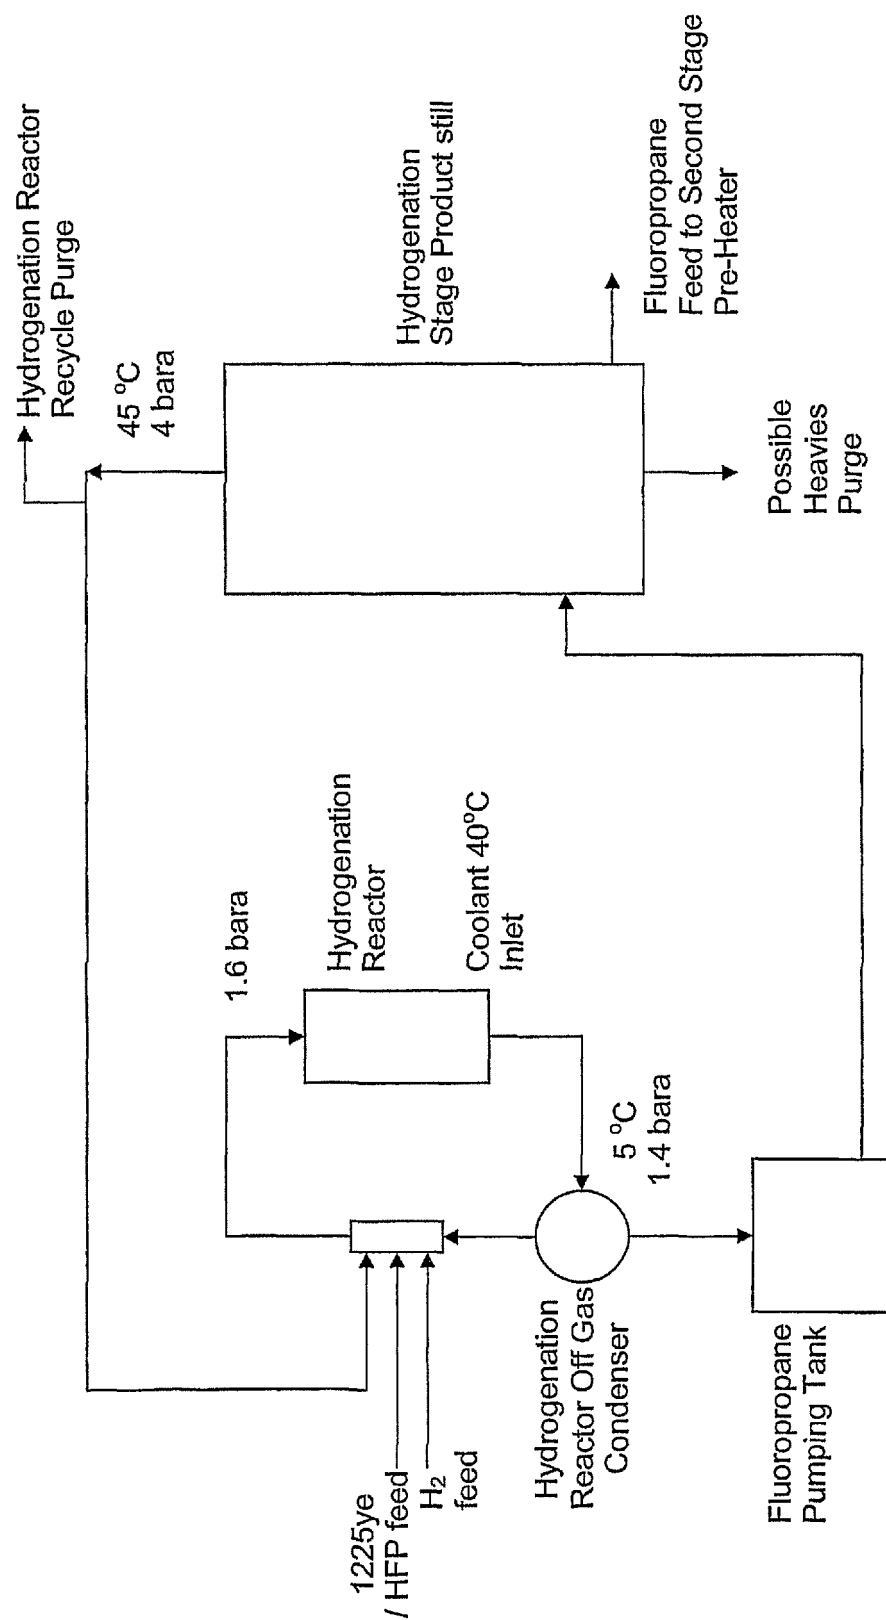 1225ye
/ HFP feed
H₂
feed
1.6 bara
Hydrogenation
Reactor
Coolant 40°C
Inlet
5 °C
1.4 bara
Hydrogenation
Reactor Off Gas
Condenser
Fluoropropane
Pumping Tank
Hydrogenation Reactor
Recycle Purge
45 °C
4 bara
Hydrogenation
Stage Product still
Fluoropropane
Feed to Second Stage
Pre-Heater
Possible
Heavies
Purge